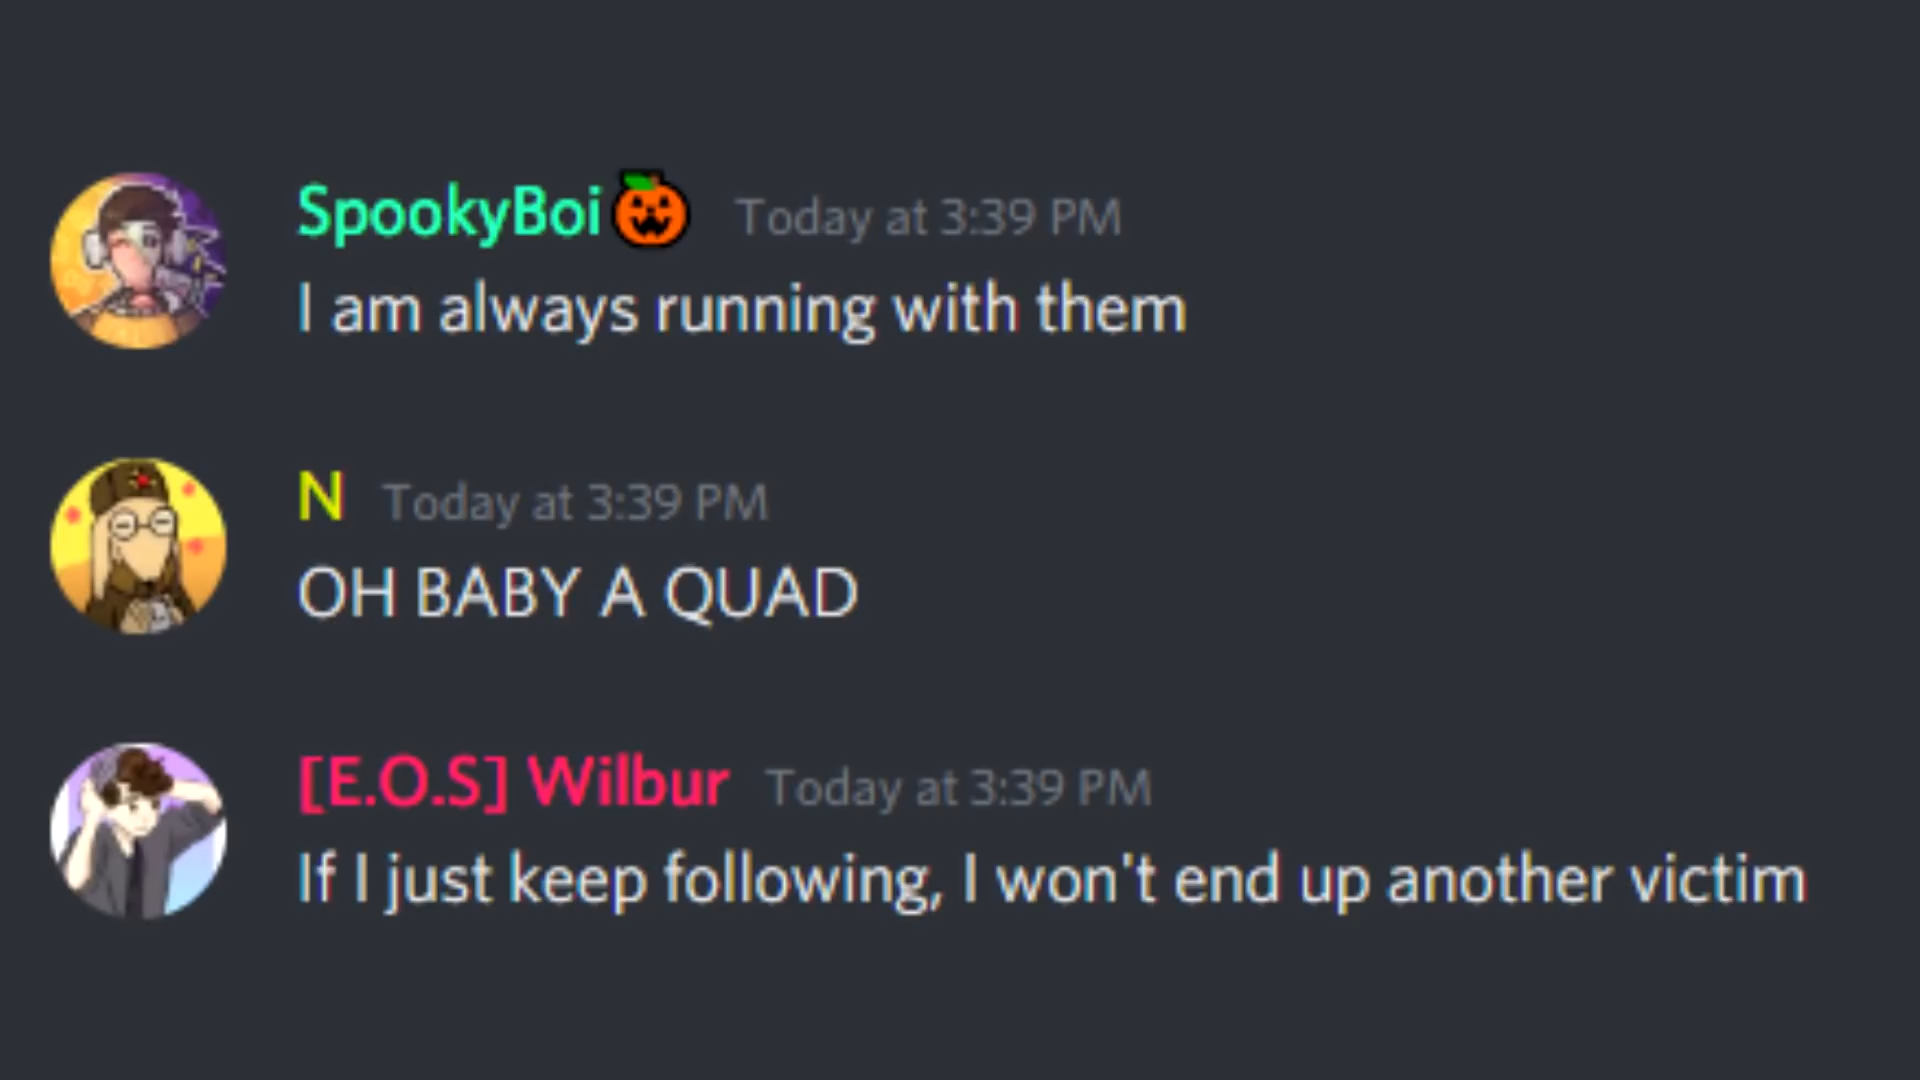 SpookyBoi🎃 Today at 3:39 PM
I am always running with them
N Today at 3:39 PM
OH BABY A QUAD
[E.O.S] Wilbur Today at 3:39 PM
If I just keep following, I won't end up another victim